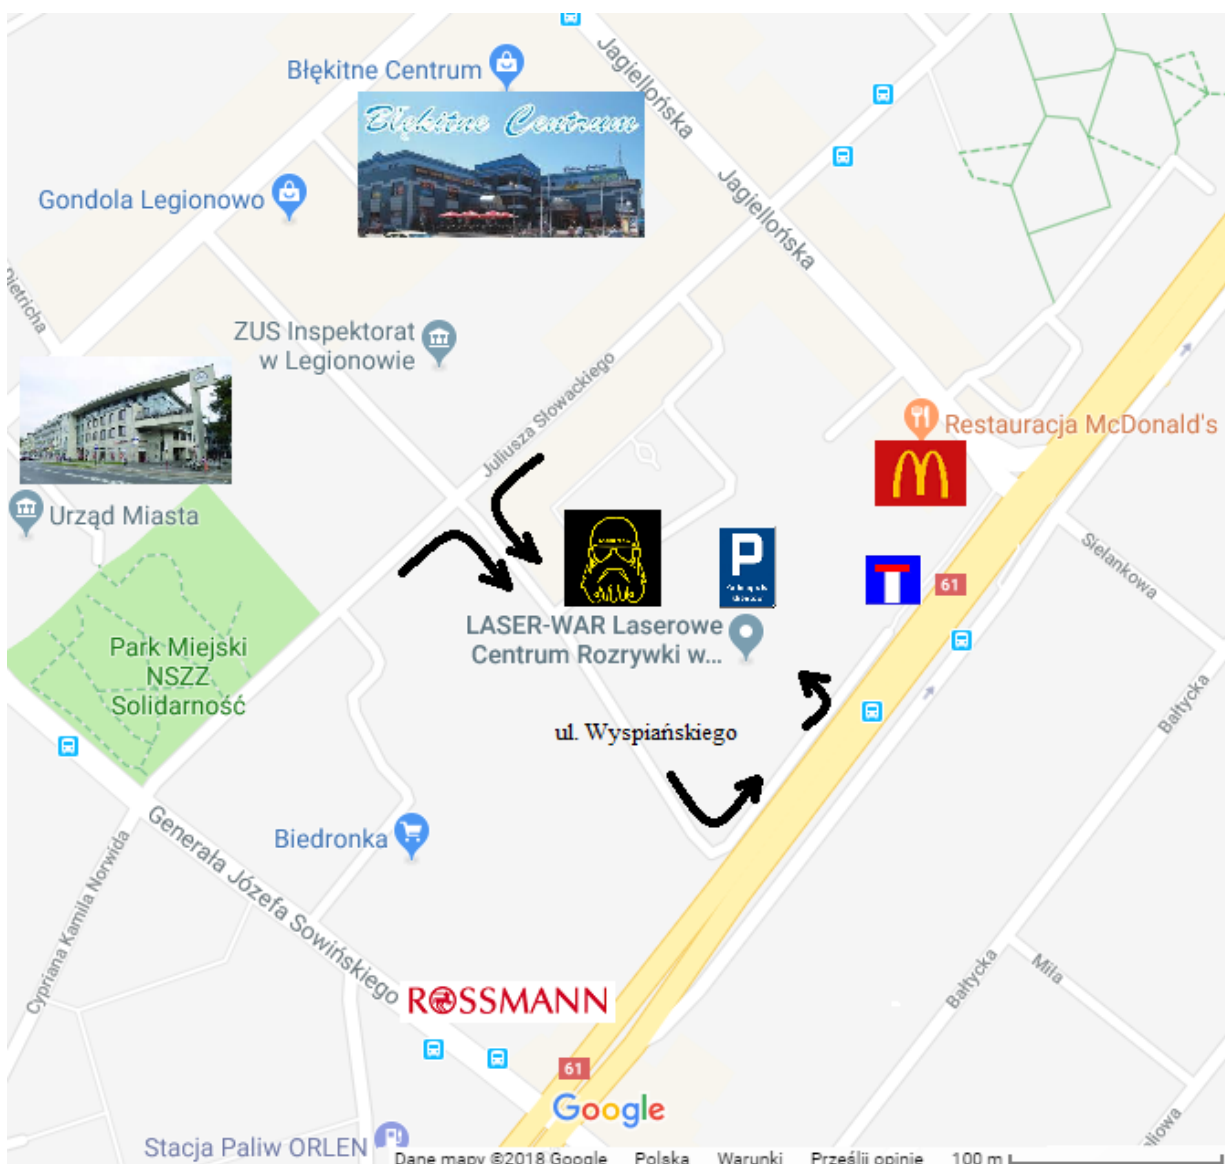 Błękitne Centrum
Błękitne Centrum
Jagiellońska
Jagiellońska
Gondola Legionowo
Dietricha
ZUS Inspektorat
w Legionowie
Juliusza Słowackiego
Restauracja McDonald's
Urząd Miasta
Sielankowa
P
61
LASER-WAR Laserowe
Centrum Rozrywki w...
Park Miejski
NSZZ
Solidarność
Bałtycka
ul. Wyspiańskiego
Biedronka
Generała Józefa Sowińskiego
Cypriana Kamila Norwida
Bałtycka
Miła
ROSSMANN
61
Google
Stacja Paliw ORLEN
Dane mapy ©2018 Google Polska Warunki Prześlij opinię 100 m